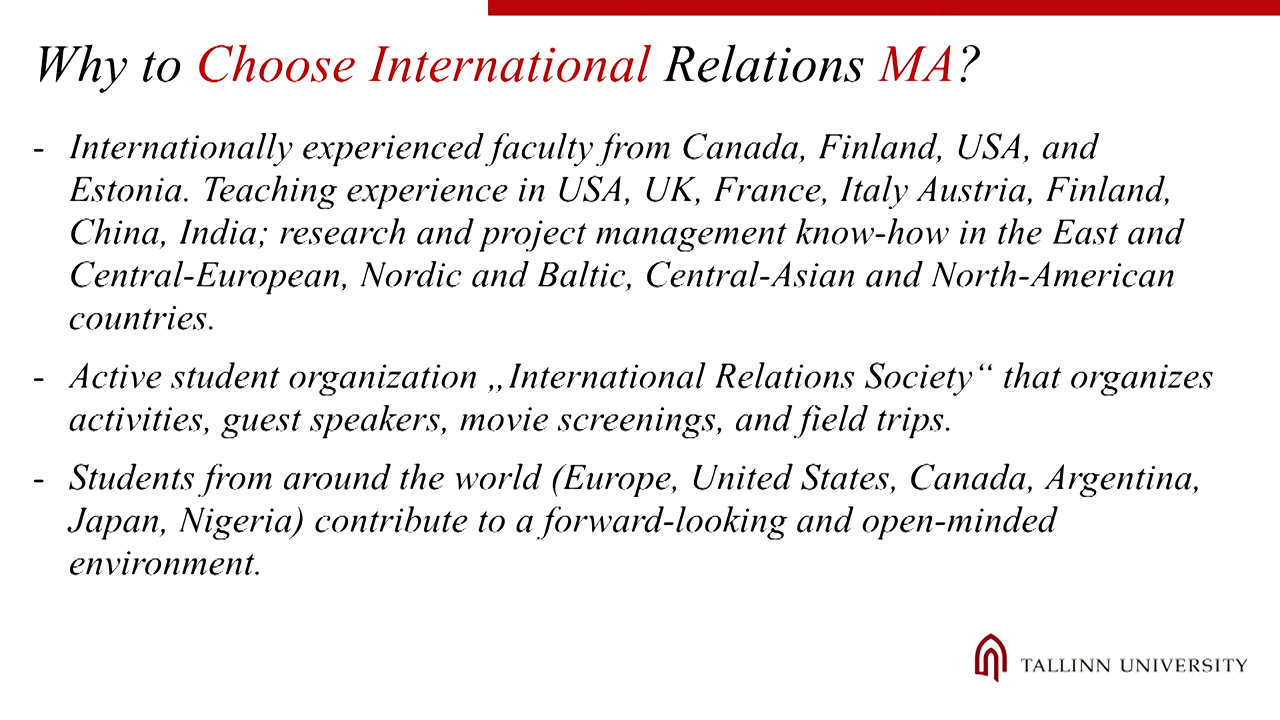 Why to Choose International Relations MA?
- Internationally experienced faculty from Canada, Finland, USA, and
Estonia. Teaching experience in USA, UK, France, Italy Austria, Finland,
China, India; research and project management know-how in the East and
Central-European, Nordic and Baltic, Central-Asian and North-American
countries.
- Active student organization „International Relations Society“ that organizes
activities, guest speakers, movie screenings, and field trips.
- Students from around the world (Europe, United States, Canada, Argentina,
Japan, Nigeria) contribute to a forward-looking and open-minded
environment.
TALLINN UNIVERSITY